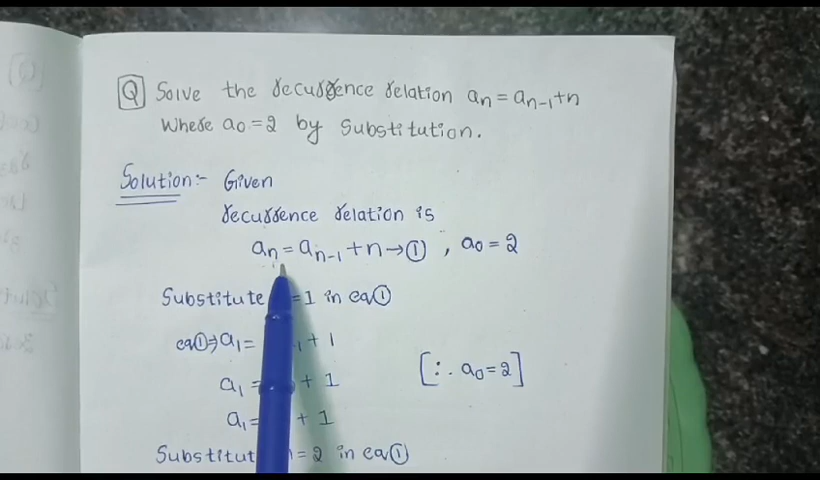 Q Solve the recurrence relation an = an-1 + n
Where a0 = 2 by Substitution.
Solution:- Given
recurrence relation is
an = an-1 + n → ①, a0 = 2
Substitute =1 in eq①
eq①⇒ a1 = 1 + 1
a1 = + 1 [∵ a0 = 2]
a1 = + 1
Substitut = 2 in eq①